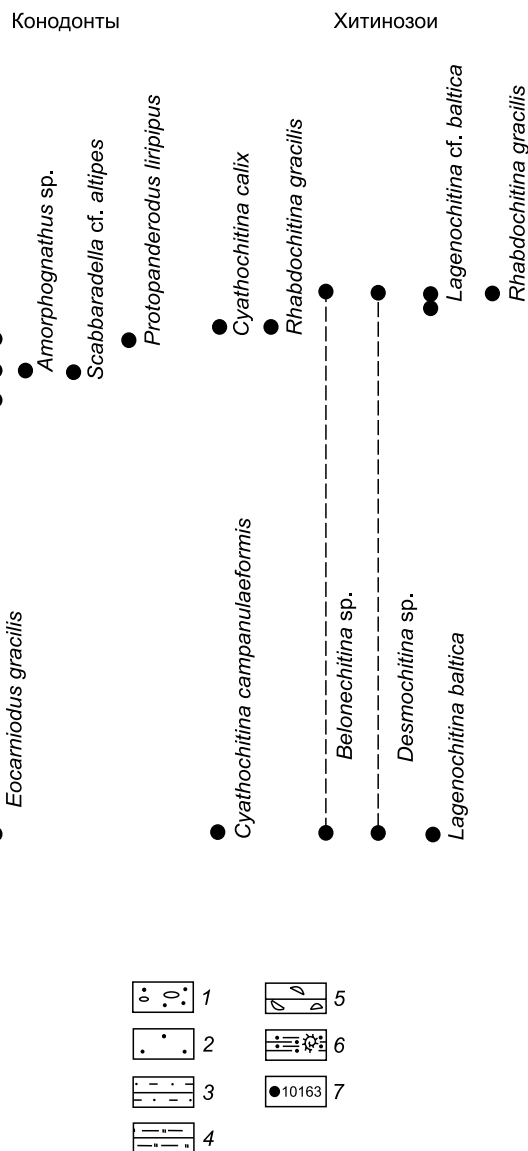 Конодонты
Хитинозои
Amorphognathus sp.
Scabbaradella cf. altipes
Protopanderodus liripipus
Cyathochitina calix
Rhabdochitina gracilis
Lagenochitina cf. baltica
Rhabdochitina gracilis
Eocarniodus gracilis
Cyathochitina campanulaeformis
Belonechitina sp.
Desmochitina sp.
Lagenochitina baltica
1
2
3
4
5
6
10163 7